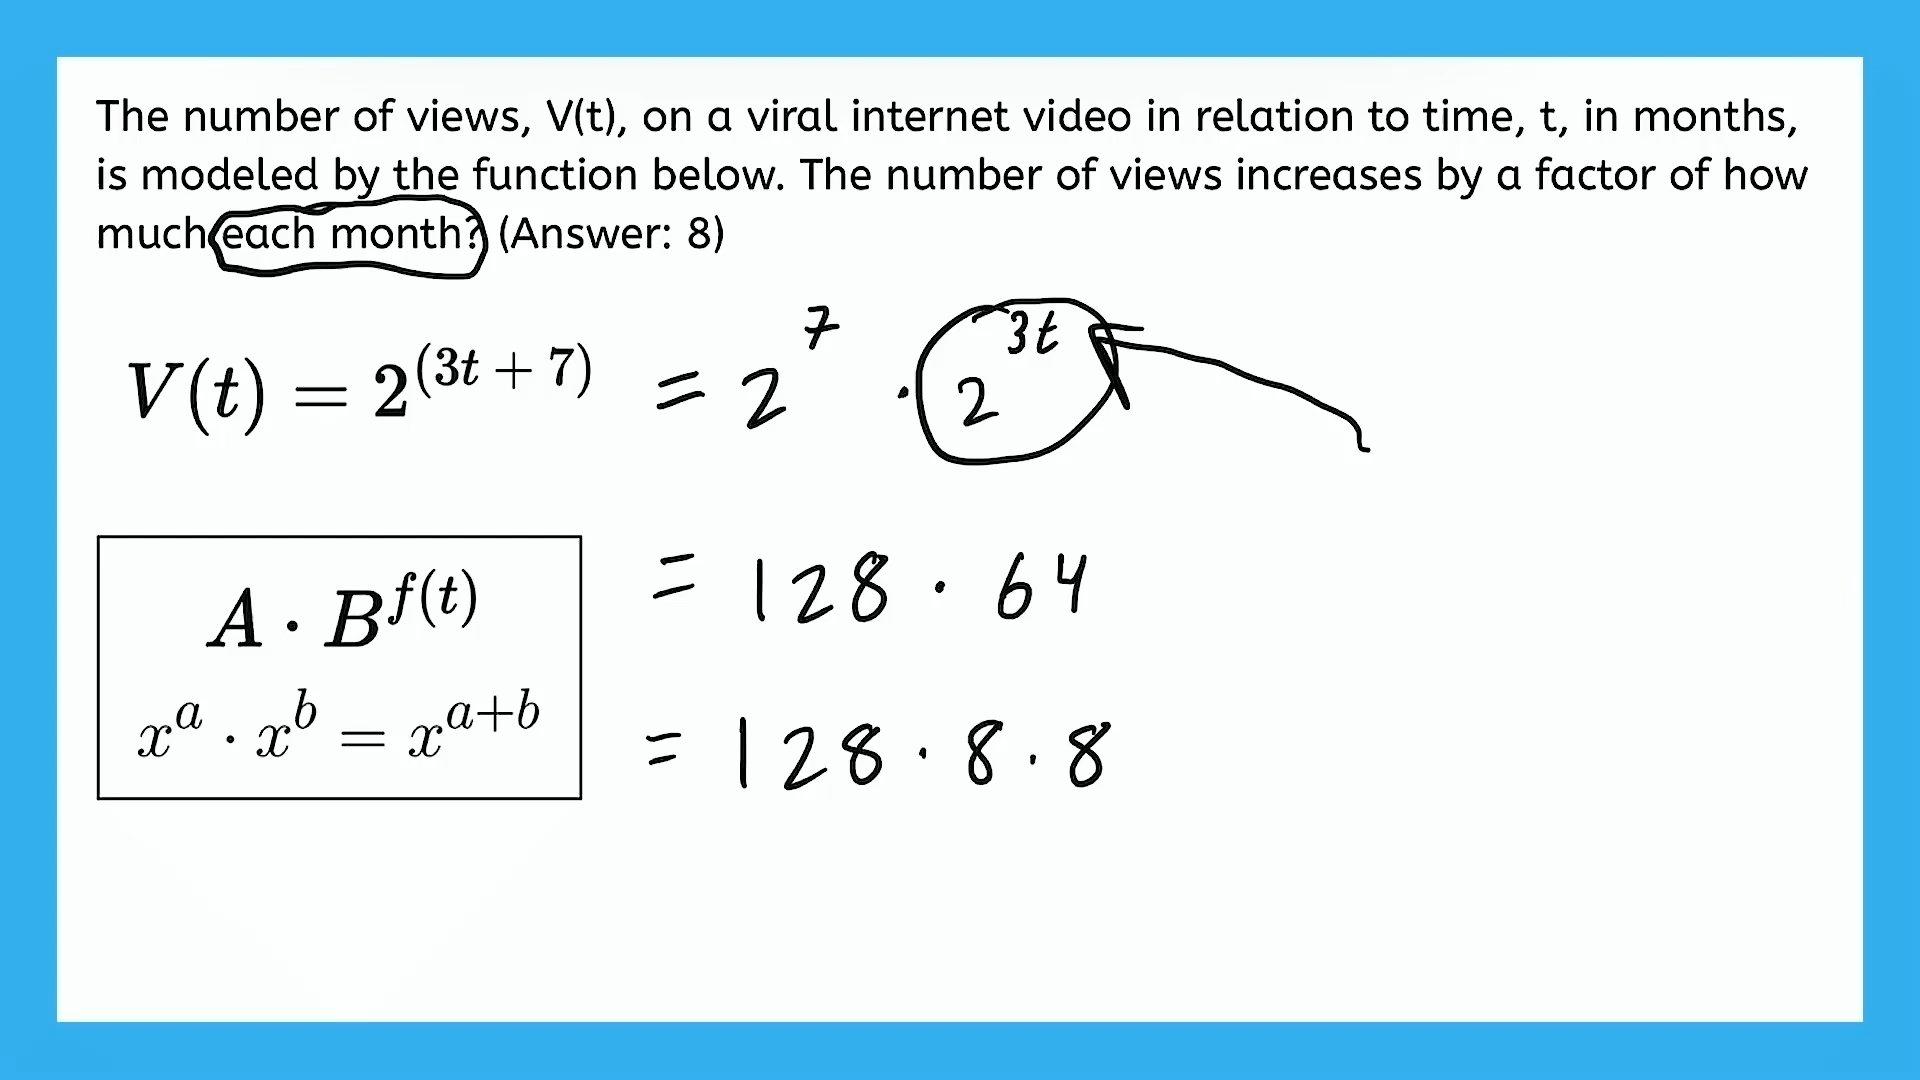 The number of views, V(t), on a viral internet video in relation to time, t, in months,
is modeled by the function below. The number of views increases by a factor of how
much each month? (Answer: 8)
V(t) = 2^(3t + 7) = 2^7 · 2^3t
= 128 · 64
= 128 · 8 · 8
A · B^f(t)
x^a · x^b = x^a+b